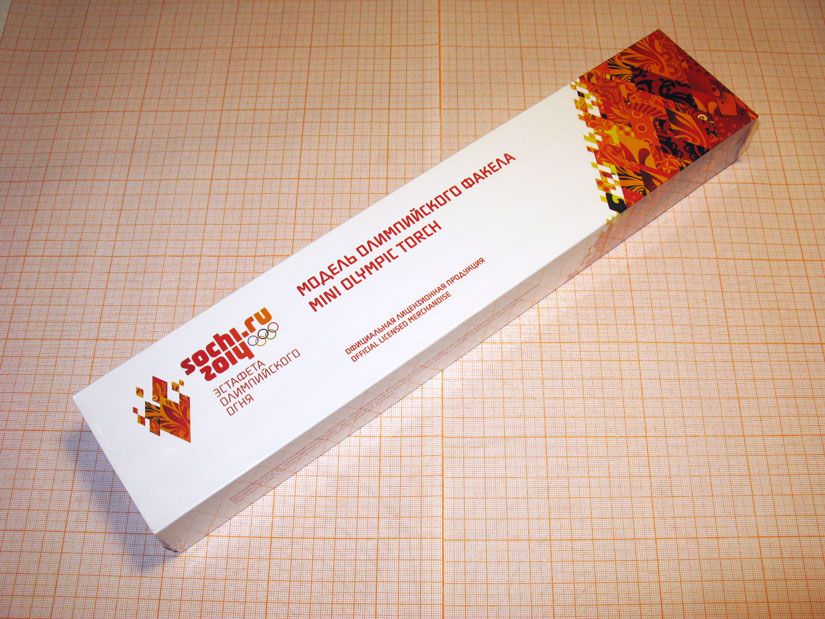 sochi.ru
2014
ЭСТАФЕТА
ОЛИМПИЙСКОГО
ОГНЯ
МОДЕЛЬ ОЛИМПИЙСКОГО ФАКЕЛА
MINI OLYMPIC TORCH
ОФИЦИАЛЬНАЯ ЛИЦЕНЗИОННАЯ ПРОДУКЦИЯ
OFFICIAL LICENSED MERCHANDISE